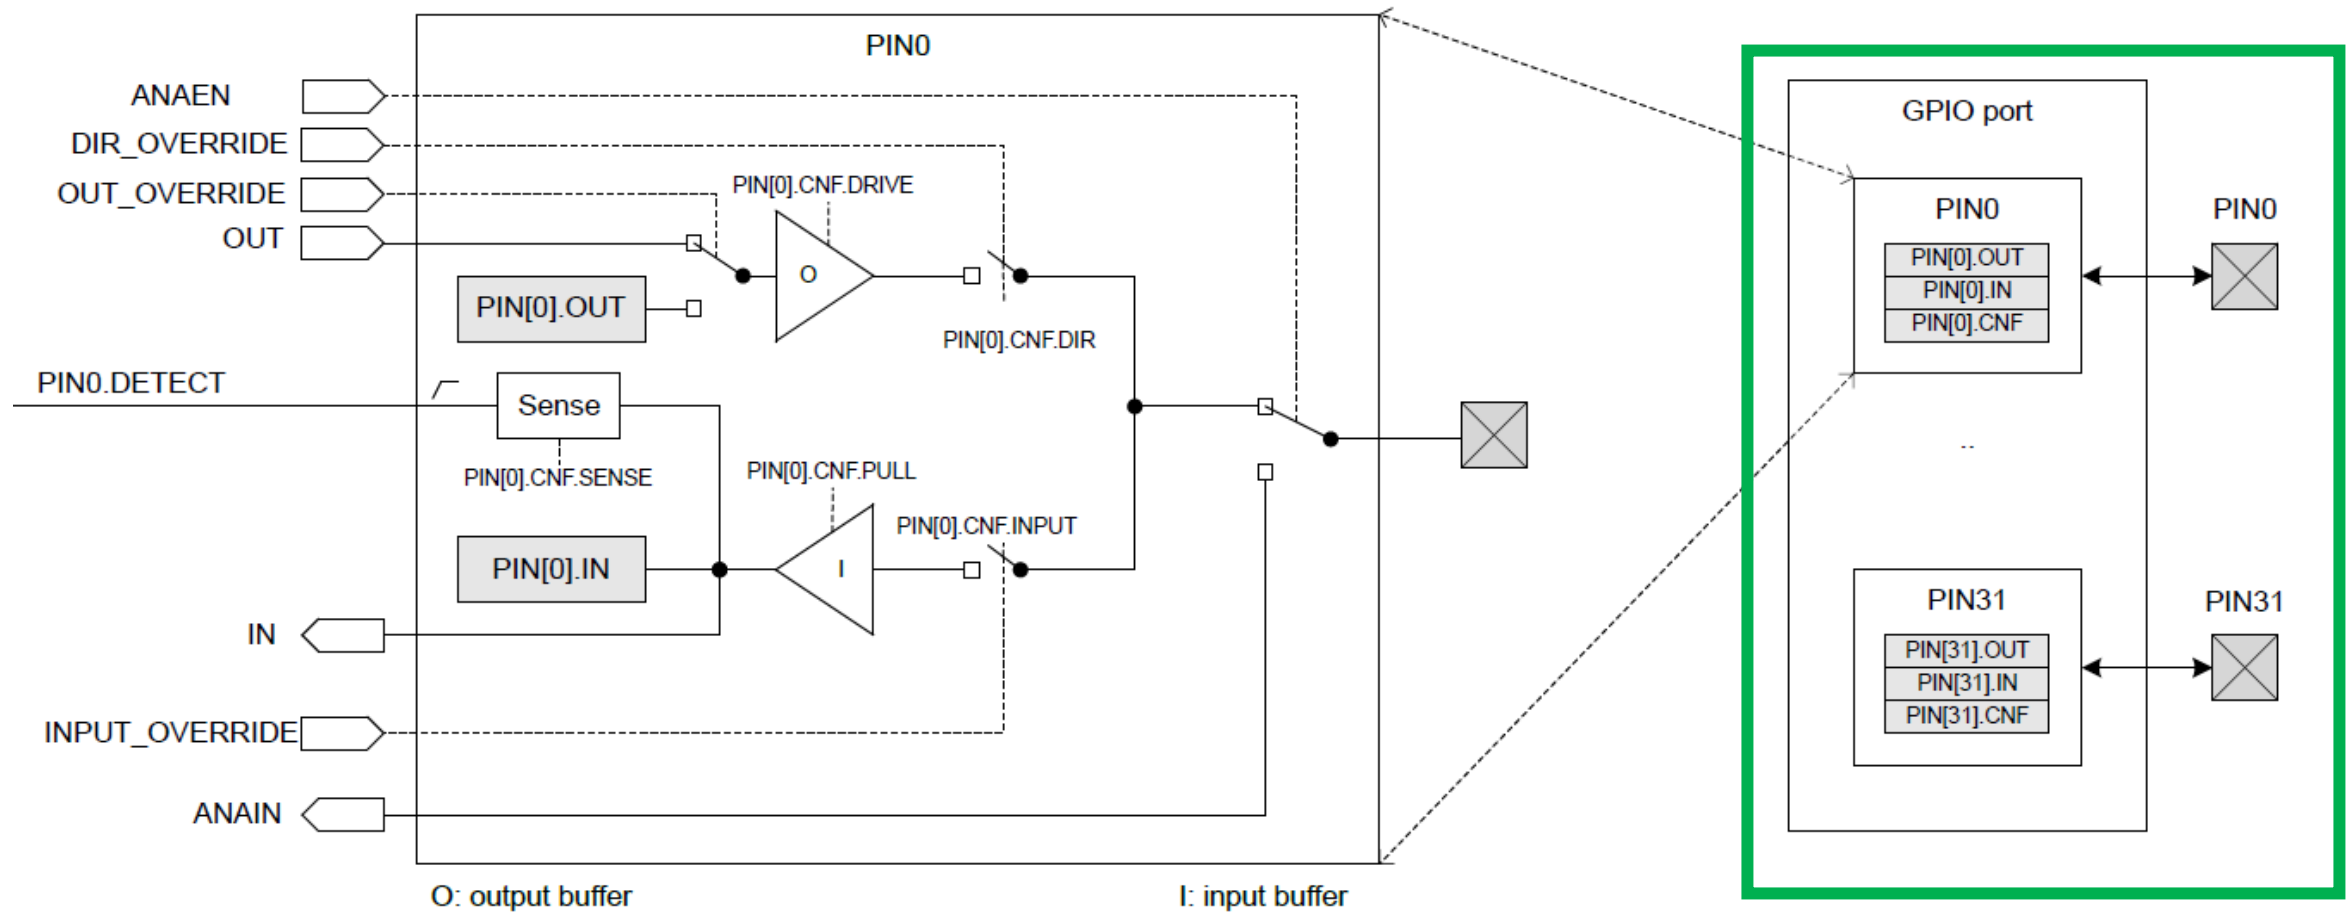 PIN0
ANAEN
DIR_OVERRIDE
OUT_OVERRIDE
OUT
PIN[0].CNF.DRIVE
O
PIN[0].OUT
PIN[0].CNF.DIR
PIN0.DETECT
Sense
PIN[0].CNF.SENSE
PIN[0].CNF.PULL
PIN[0].CNF.INPUT
PIN[0].IN
I
IN
INPUT_OVERRIDE
ANAIN
O: output buffer
I: input buffer
GPIO port
PIN0
PIN[0].OUT
PIN[0].IN
PIN[0].CNF
PIN0
..
PIN31
PIN[31].OUT
PIN[31].IN
PIN[31].CNF
PIN31